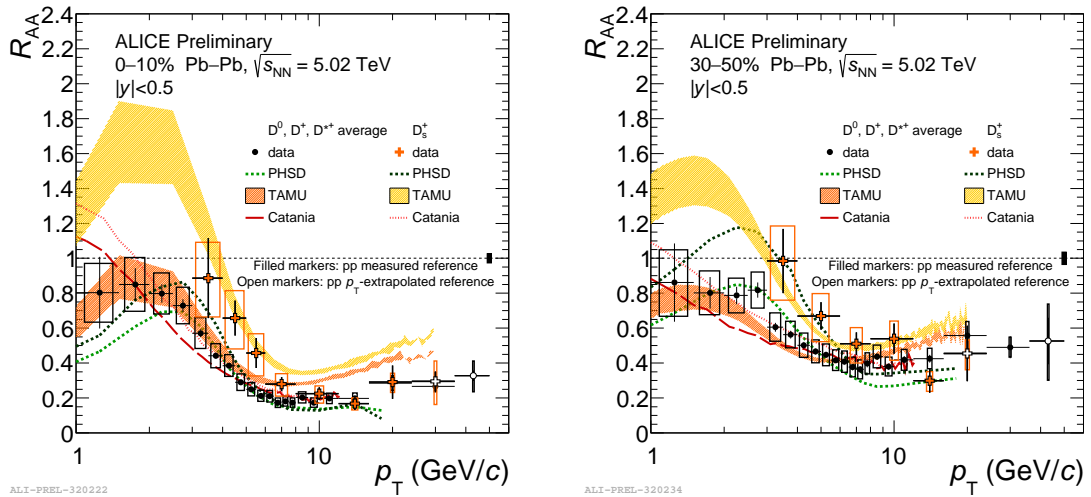 R_AA
2.4
2.2
2
1.8
1.6
1.4
1.2
1
0.8
0.6
0.4
0.2
0
ALICE Preliminary
0–10% Pb–Pb, √s_NN = 5.02 TeV
|y|<0.5
D⁰, D⁺, D*⁺ average D_s⁺
data data
PHSD PHSD
TAMU TAMU
Catania Catania
Filled markers: pp measured reference
Open markers: pp p_T-extrapolated reference
1 10
p_T (GeV/c)
ALI-PREL-320222
R_AA
2.4
2.2
2
1.8
1.6
1.4
1.2
1
0.8
0.6
0.4
0.2
0
ALICE Preliminary
30–50% Pb–Pb, √s_NN = 5.02 TeV
|y|<0.5
D⁰, D⁺, D*⁺ average D_s⁺
data data
PHSD PHSD
TAMU TAMU
Catania Catania
Filled markers: pp measured reference
Open markers: pp p_T-extrapolated reference
1 10
p_T (GeV/c)
ALI-PREL-320234